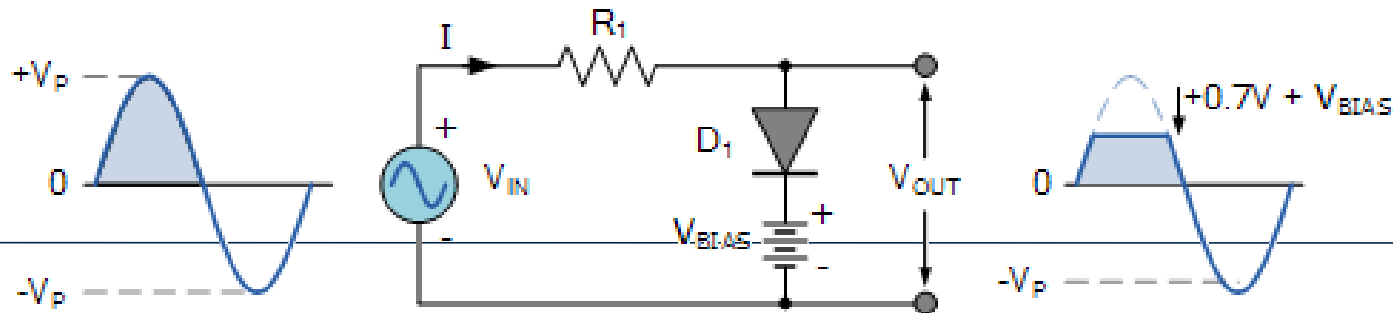 +VP
0
-VP
I
R1
+
VIN
-
D1
VBIAS
+
-
VOUT
+0.7V + VBIAS
0
-VP